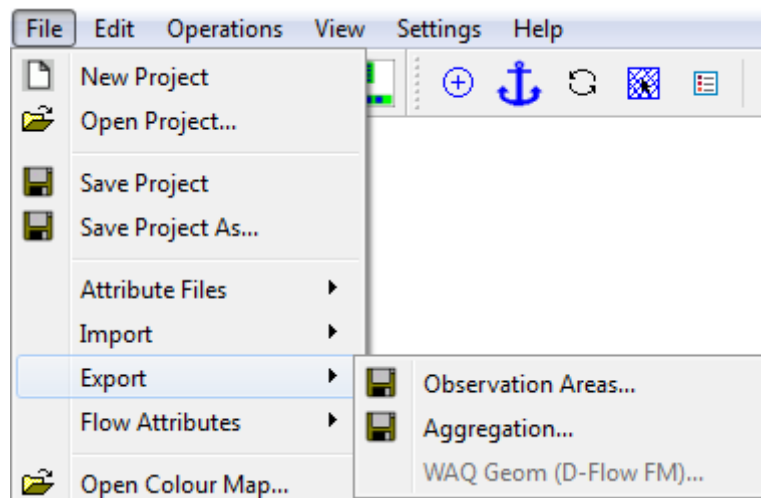 File Edit Operations View Settings Help
New Project
Open Project...
Save Project
Save Project As...
Attribute Files
Import
Export
Observation Areas...
Flow Attributes
Aggregation...
WAQ Geom (D-Flow FM)...
Open Colour Map...